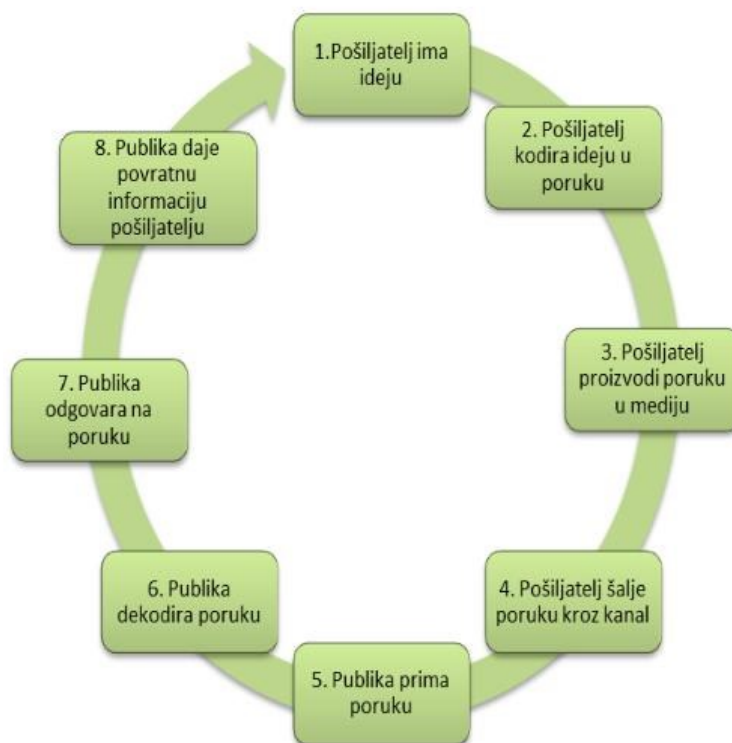 1.Pošiljatelj ima
ideju
2. Pošiljatelj
kodira ideju u
poruku
3. Pošiljatelj
proizvodi poruku
u mediju
4. Pošiljatelj šalje
poruku kroz kanal
5. Publika prima
poruku
6. Publika
dekodira poruku
7. Publika
odgovara na
poruku
8. Publika daje
povratnu
informaciju
pošiljatelju